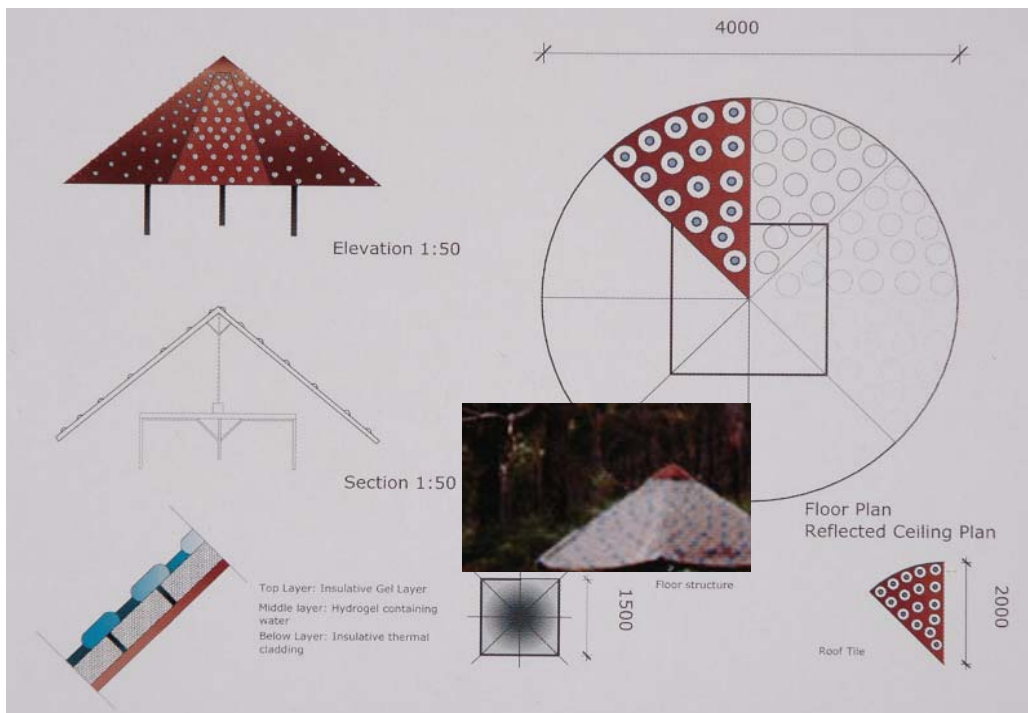 4000
Elevation 1:50
Section 1:50
Floor Plan
Reflected Ceiling Plan
Top Layer: Insulative Gel Layer
Middle layer: Hydrogel containing
water
Below Layer: Insulative thermal
cladding
Floor structure
1500
Roof Tile
2000